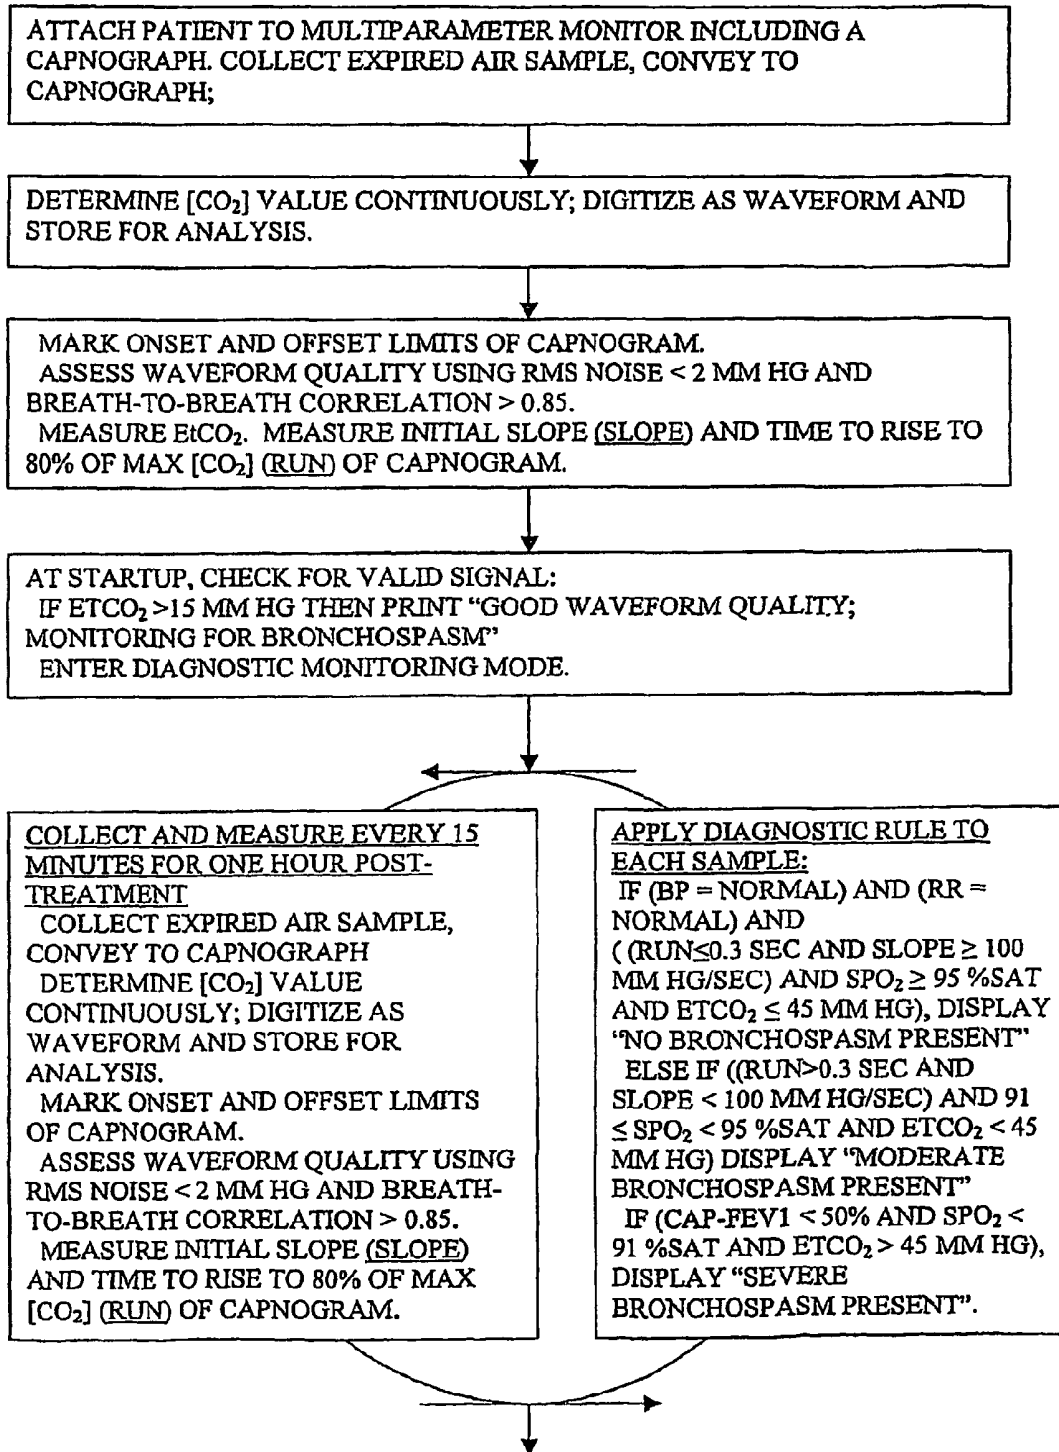 ATTACH PATIENT TO MULTIPARAMETER MONITOR INCLUDING A
CAPNOGRAPH. COLLECT EXPIRED AIR SAMPLE, CONVEY TO
CAPNOGRAPH;
DETERMINE [CO₂] VALUE CONTINUOUSLY; DIGITIZE AS WAVEFORM AND
STORE FOR ANALYSIS.
MARK ONSET AND OFFSET LIMITS OF CAPNOGRAM.
ASSESS WAVEFORM QUALITY USING RMS NOISE < 2 MM HG AND
BREATH-TO-BREATH CORRELATION > 0.85.
MEASURE EtCO₂. MEASURE INITIAL SLOPE (SLOPE) AND TIME TO RISE TO
80% OF MAX [CO₂] (RUN) OF CAPNOGRAM.
AT STARTUP, CHECK FOR VALID SIGNAL:
IF ETCO₂ >15 MM HG THEN PRINT “GOOD WAVEFORM QUALITY;
MONITORING FOR BRONCHOSPASM”
ENTER DIAGNOSTIC MONITORING MODE.
COLLECT AND MEASURE EVERY 15
MINUTES FOR ONE HOUR POST-
TREATMENT
COLLECT EXPIRED AIR SAMPLE,
CONVEY TO CAPNOGRAPH
DETERMINE [CO₂] VALUE
CONTINUOUSLY; DIGITIZE AS
WAVEFORM AND STORE FOR
ANALYSIS.
MARK ONSET AND OFFSET LIMITS
OF CAPNOGRAM.
ASSESS WAVEFORM QUALITY USING
RMS NOISE < 2 MM HG AND BREATH-
TO-BREATH CORRELATION > 0.85.
MEASURE INITIAL SLOPE (SLOPE)
AND TIME TO RISE TO 80% OF MAX
[CO₂] (RUN) OF CAPNOGRAM.
APPLY DIAGNOSTIC RULE TO
EACH SAMPLE:
IF (BP = NORMAL) AND (RR =
NORMAL) AND
( (RUN≤0.3 SEC AND SLOPE ≥ 100
MM HG/SEC) AND SPO₂ ≥ 95 %SAT
AND ETCO₂ ≤ 45 MM HG), DISPLAY
“NO BRONCHOSPASM PRESENT”
ELSE IF ((RUN>0.3 SEC AND
SLOPE < 100 MM HG/SEC) AND 91
≤ SPO₂ < 95 %SAT AND ETCO₂ < 45
MM HG) DISPLAY “MODERATE
BRONCHOSPASM PRESENT”
IF (CAP-FEV1 < 50% AND SPO₂ <
91 %SAT AND ETCO₂ > 45 MM HG),
DISPLAY “SEVERE
BRONCHOSPASM PRESENT”.